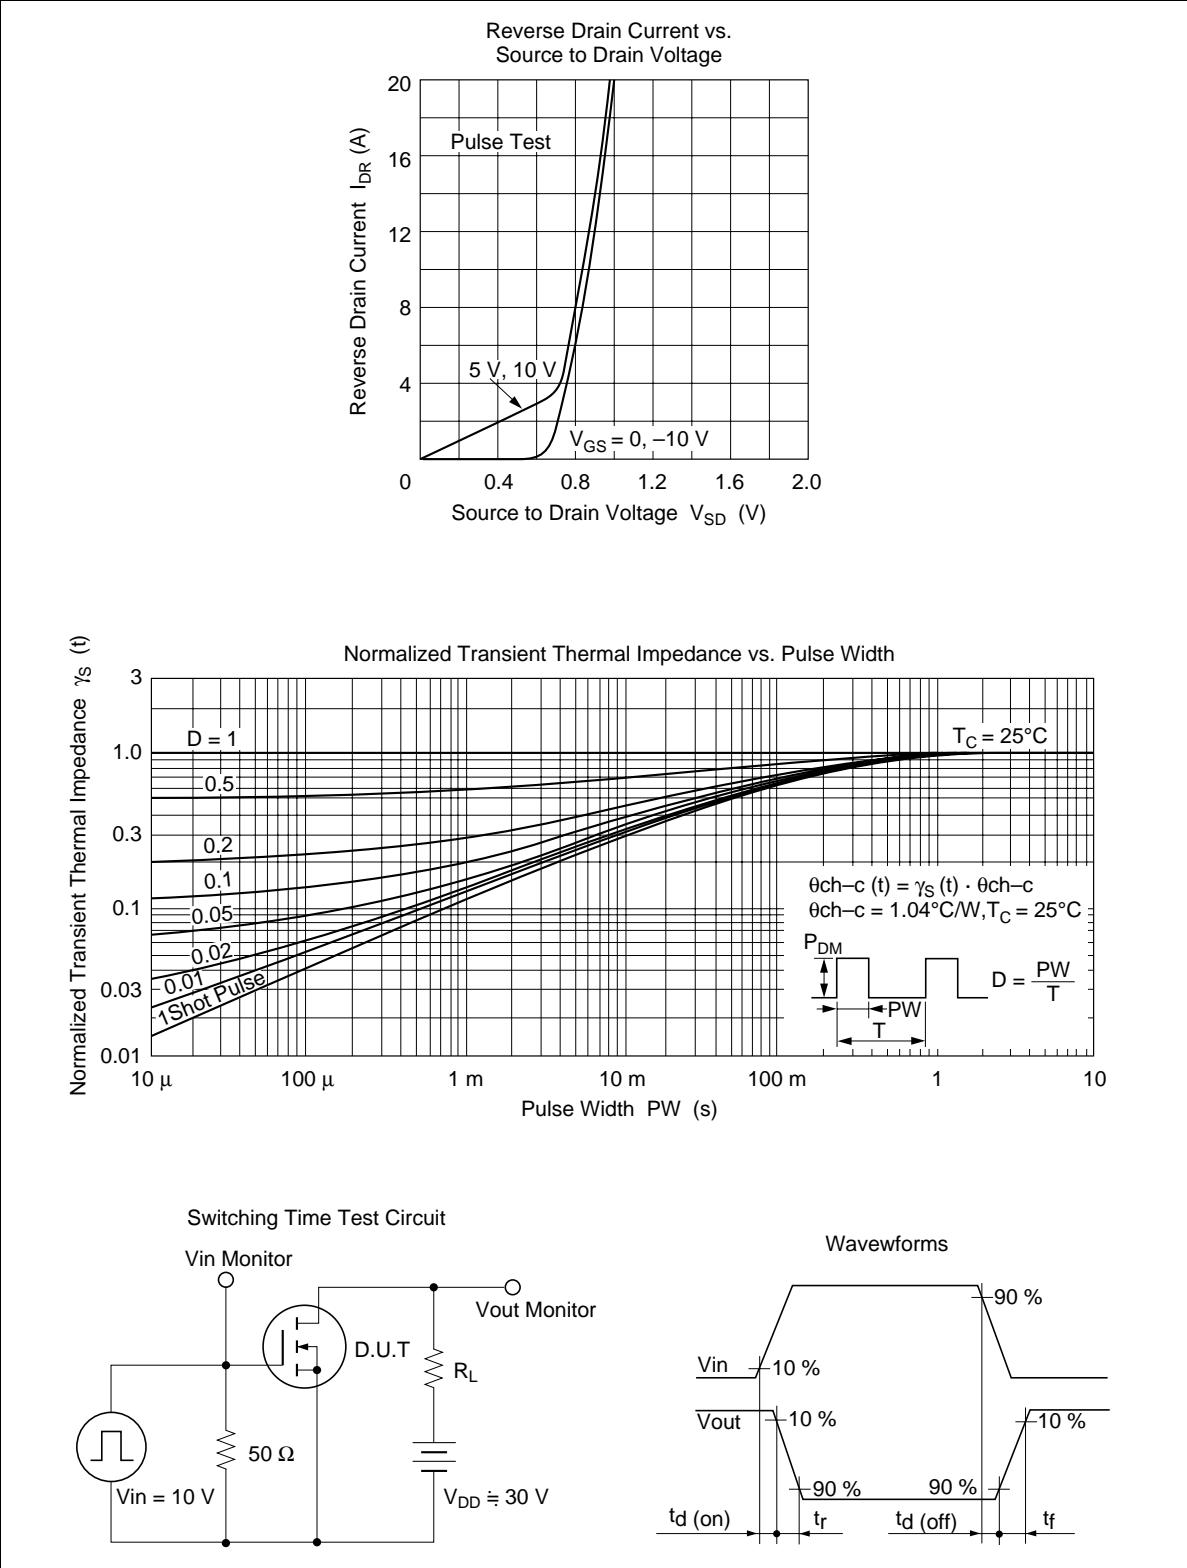 Reverse Drain Current vs.
Source to Drain Voltage
Reverse Drain Current I_DR (A)
20
16
12
8
4
0
Pulse Test
5 V, 10 V
V_GS = 0, –10 V
0.4
0.8
1.2
1.6
2.0
Source to Drain Voltage V_SD (V)
Normalized Transient Thermal Impedance vs. Pulse Width
Normalized Transient Thermal Impedance γ_S (t)
3
1.0
0.3
0.1
0.03
0.01
D = 1
0.5
0.2
0.1
0.05
0.02
0.01
1Shot Pulse
T_C = 25°C
θch–c (t) = γ_S (t) · θch–c
θch–c = 1.04°C/W, T_C = 25°C
P_DM
PW
T
D = PW
T
10 μ
100 μ
1 m
10 m
100 m
1
10
Pulse Width PW (s)
Switching Time Test Circuit
Vin Monitor
Vout Monitor
D.U.T
R_L
50 Ω
Vin = 10 V
V_DD ≒ 30 V
Wavewforms
90 %
Vin
10 %
Vout
10 %
10 %
90 %
90 %
td (on)
tr
td (off)
tf